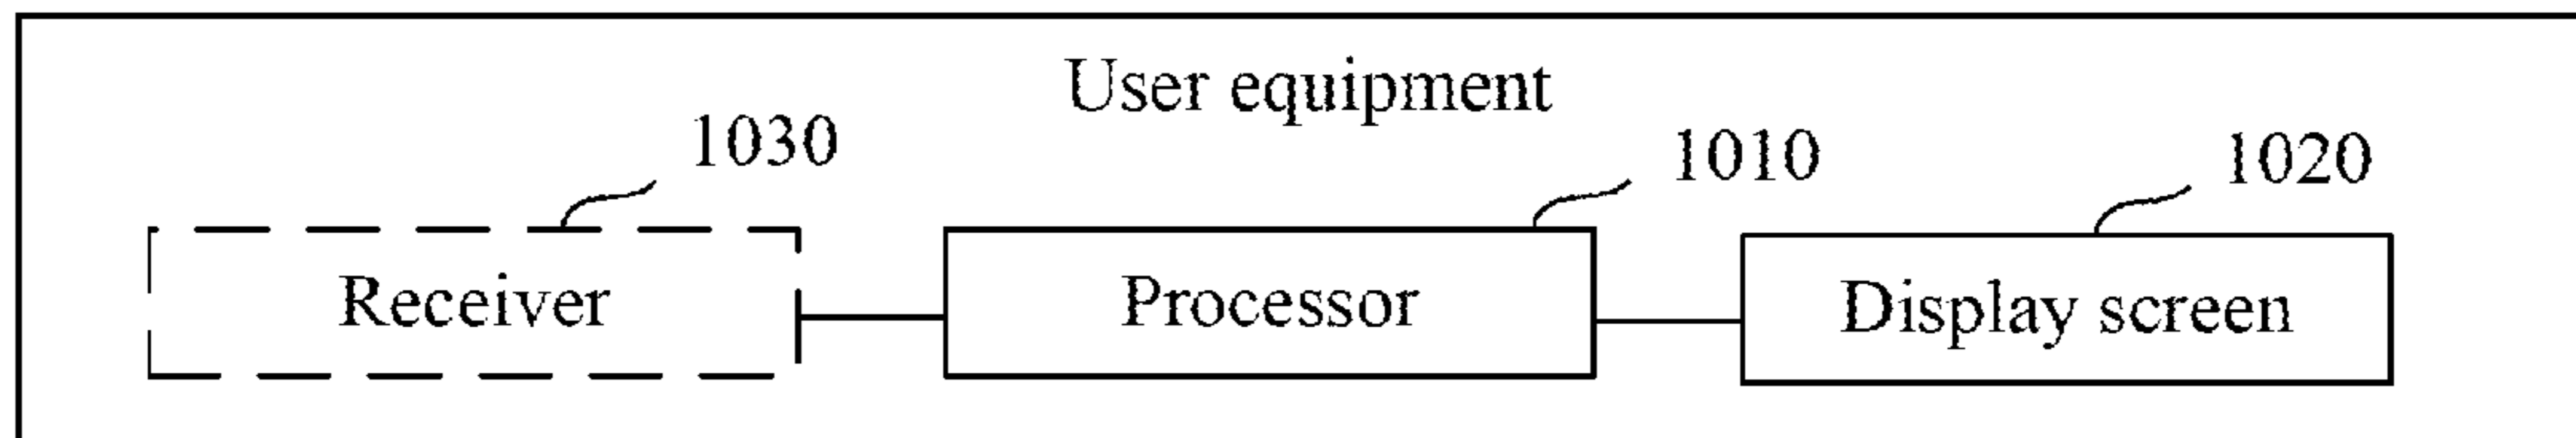 User equipment
1030
1010
1020
Receiver
Processor
Display screen